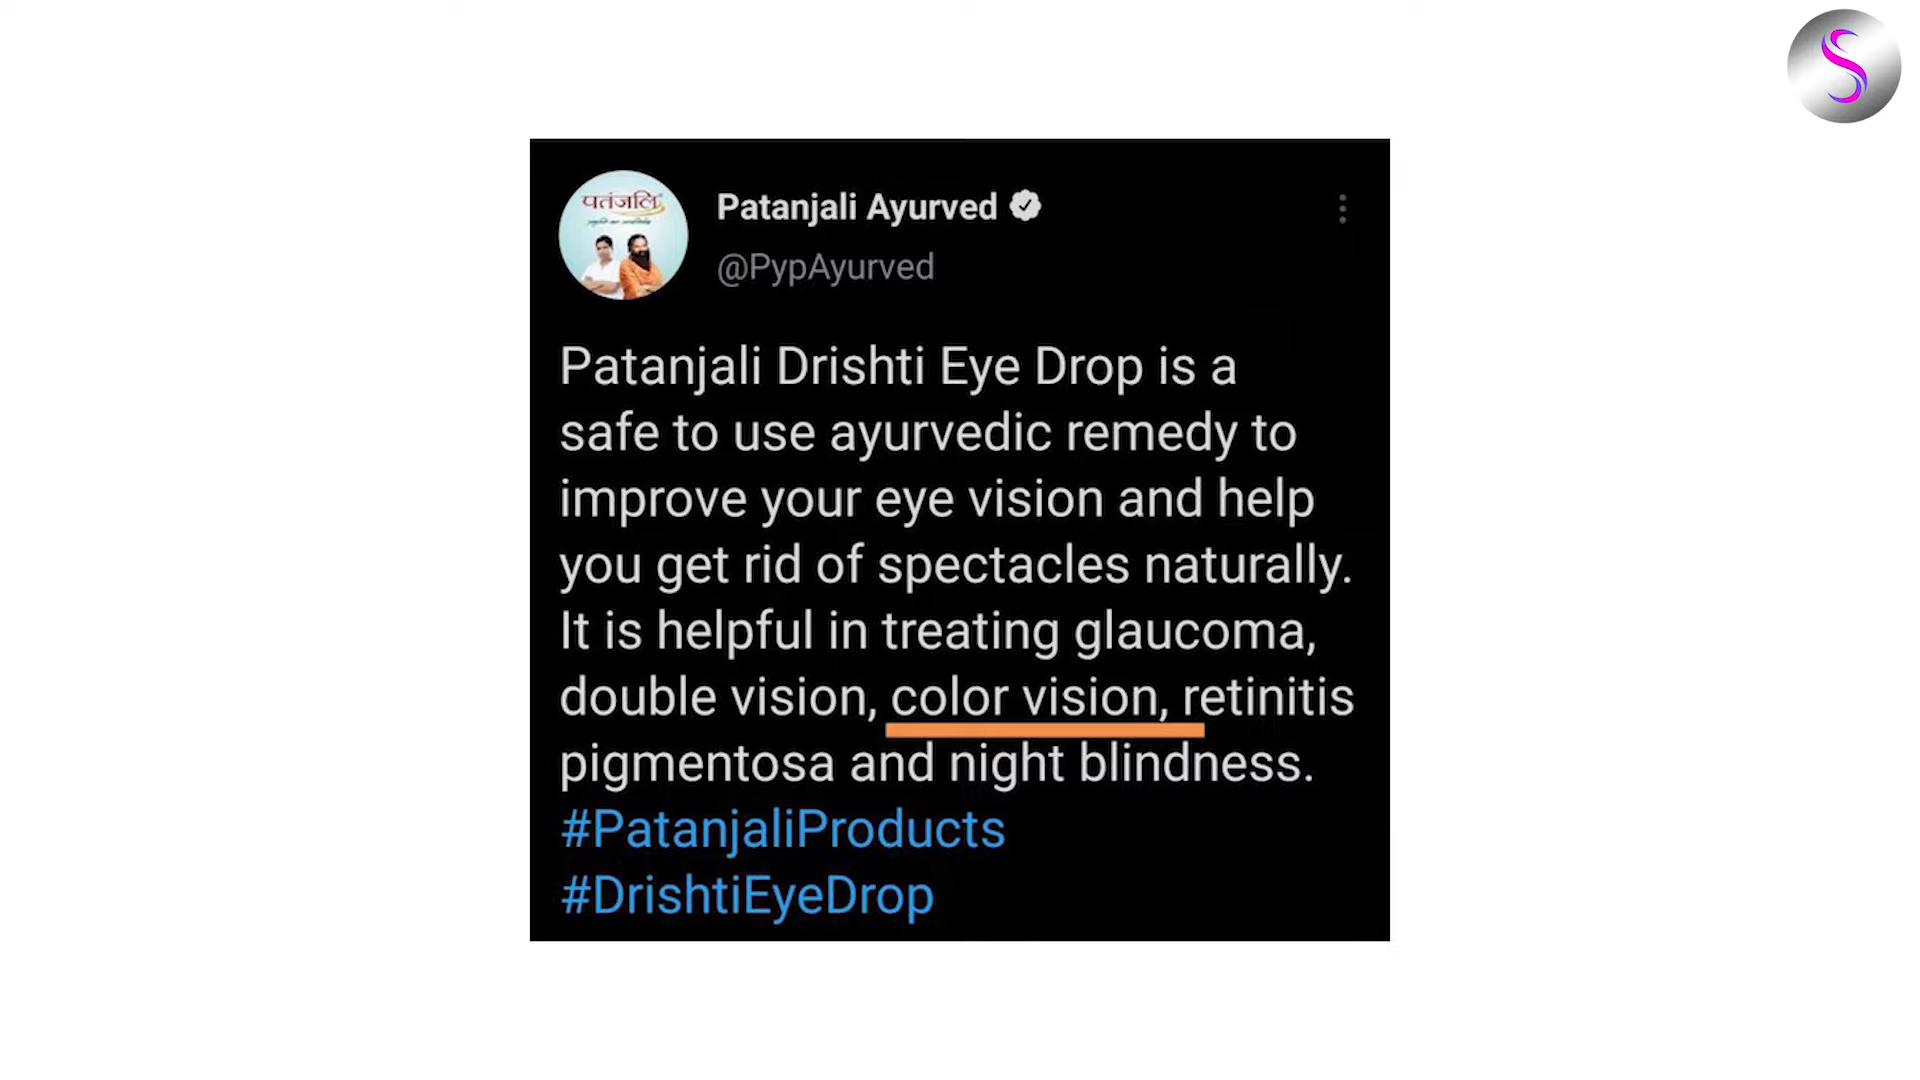 पतंजलि
Patanjali Ayurved
@PypAyurved
Patanjali Drishti Eye Drop is a
safe to use ayurvedic remedy to
improve your eye vision and help
you get rid of spectacles naturally.
It is helpful in treating glaucoma,
double vision, color vision, retinitis
pigmentosa and night blindness.
#PatanjaliProducts
#DrishtiEyeDrop
S